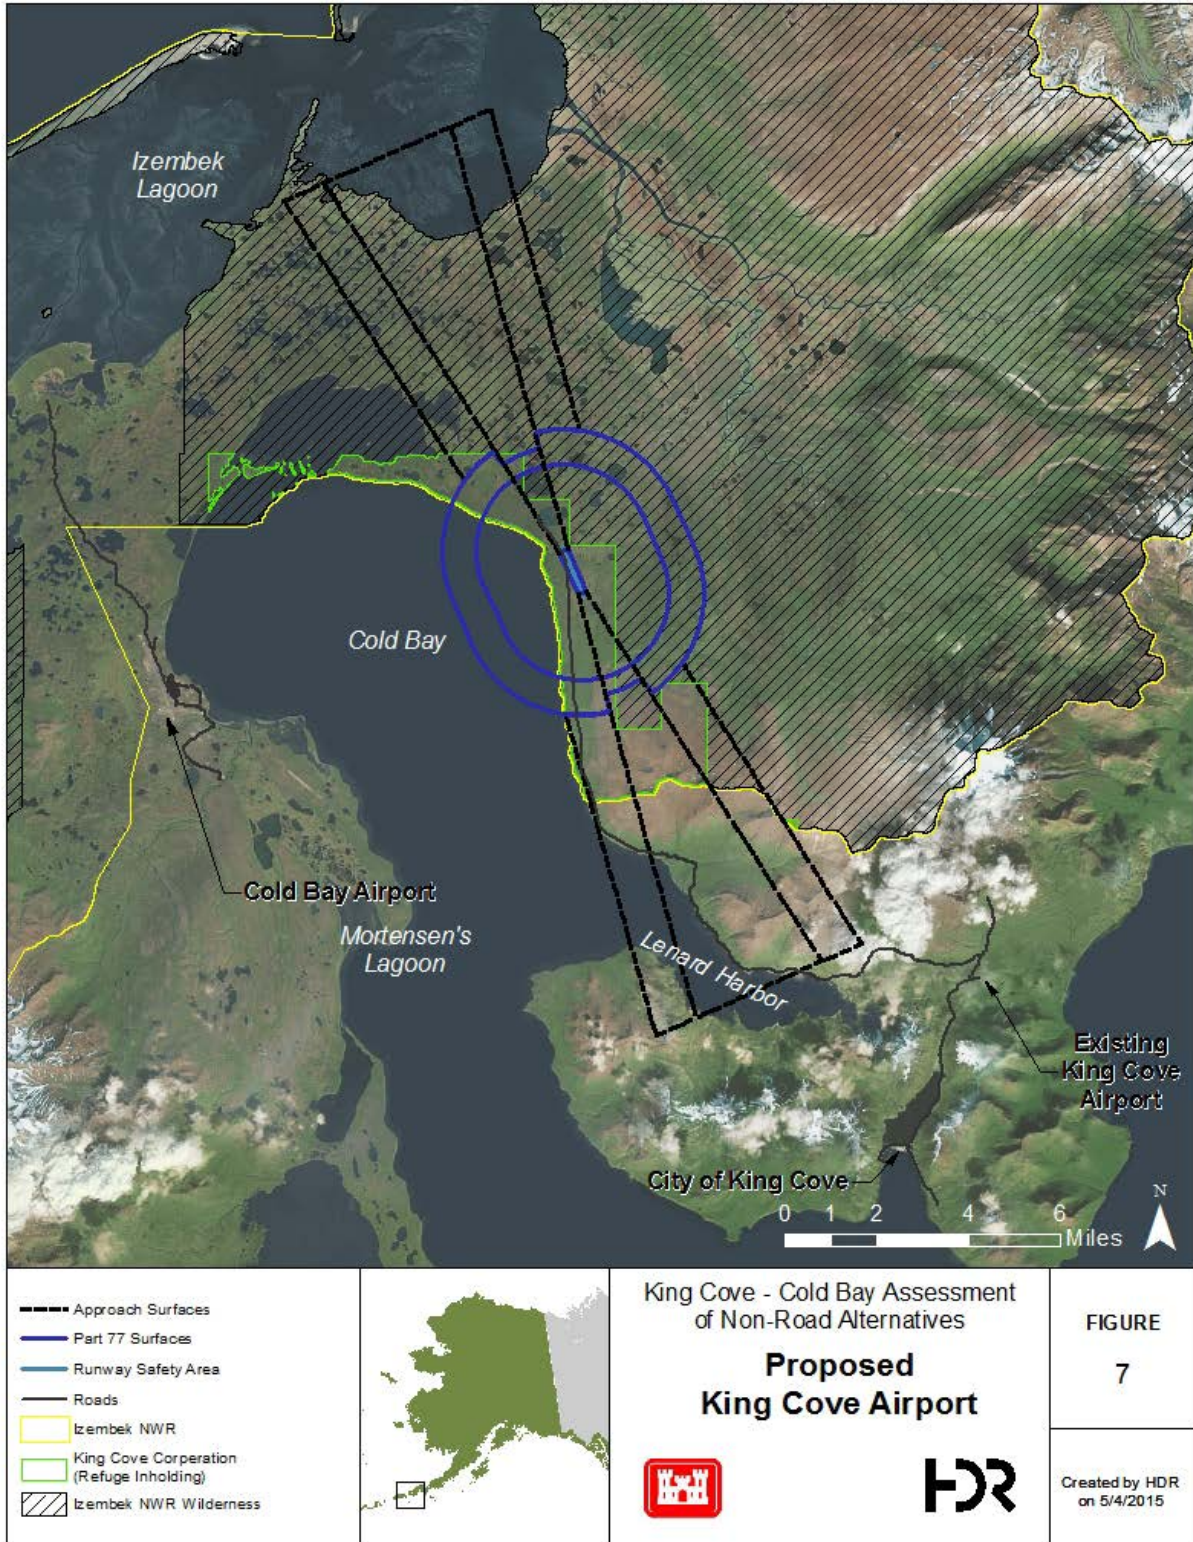 Izembek
Lagoon
Cold Bay
Cold Bay Airport
Mortensen's
Lagoon
Lenard Harbor
Existing
King Cove
Airport
City of King Cove
N
0 1 2 4 6
Miles
Approach Surfaces
Part 77 Surfaces
Runway Safety Area
Roads
Izembek NWR
King Cove Corperation
(Refuge Inholding)
Izembek NWR Wilderness
King Cove - Cold Bay Assessment
of Non-Road Alternatives
Proposed
King Cove Airport
HDR
FIGURE
7
Created by HDR
on 5/4/2015